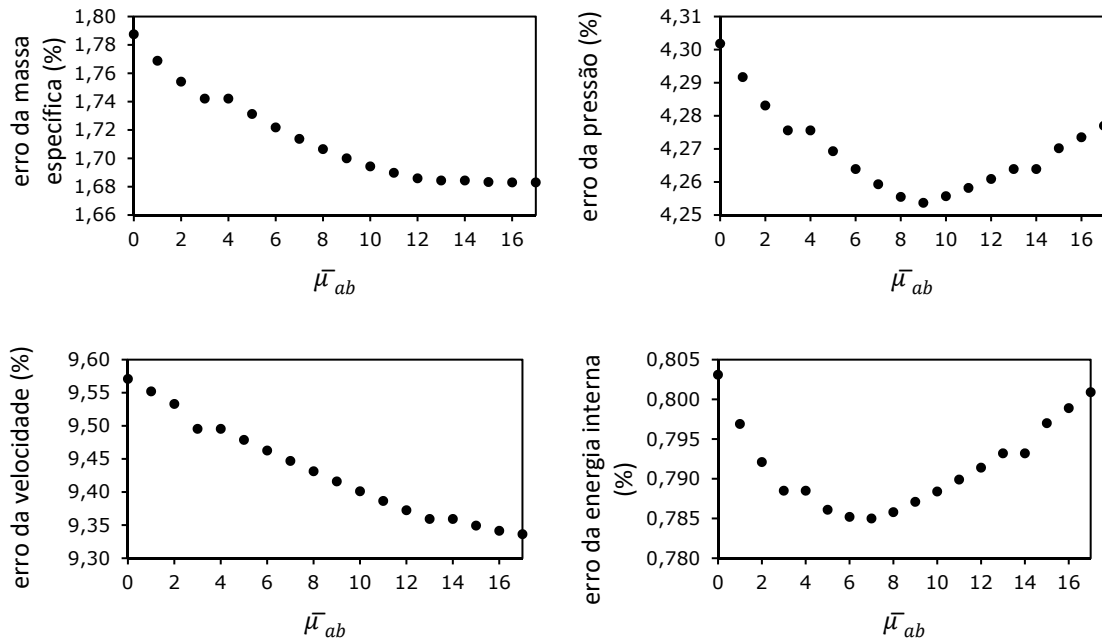 erro da massa
específica (%)
1,80
1,78
1,76
1,74
1,72
1,70
1,68
1,66
0 2 4 6 8 10 12 14 16
μ̄ab
erro da pressão (%)
4,31
4,30
4,29
4,28
4,27
4,26
4,25
0 2 4 6 8 10 12 14 16
μ̄ab
erro da velocidade (%)
9,60
9,55
9,50
9,45
9,40
9,35
9,30
0 2 4 6 8 10 12 14 16
μ̄ab
erro da energia interna
(%)
0,805
0,800
0,795
0,790
0,785
0,780
0 2 4 6 8 10 12 14 16
μ̄ab